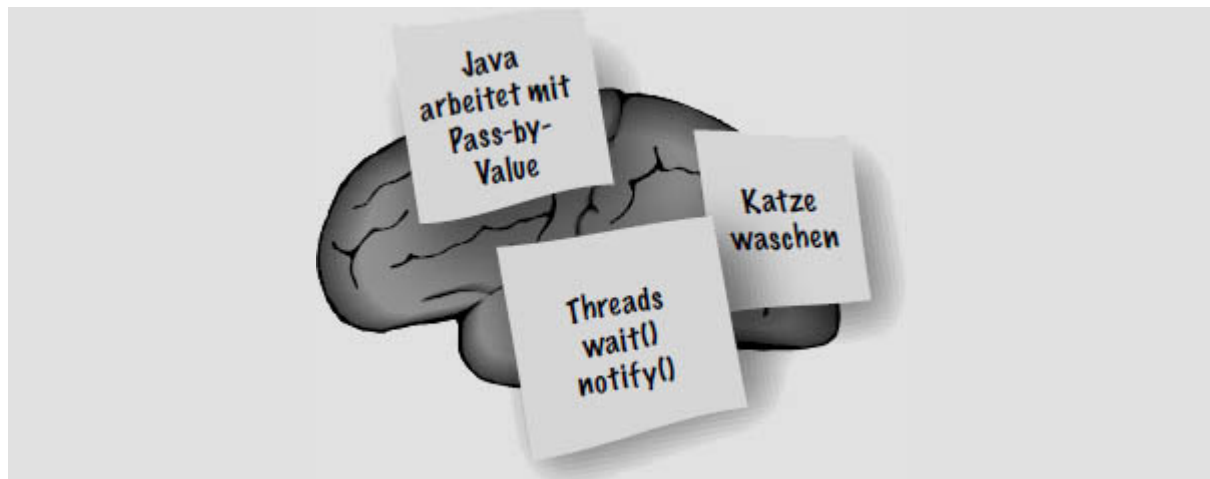 Java
arbeitet mit
Pass-by-
Value
Katze
waschen
Threads
wait()
notify()